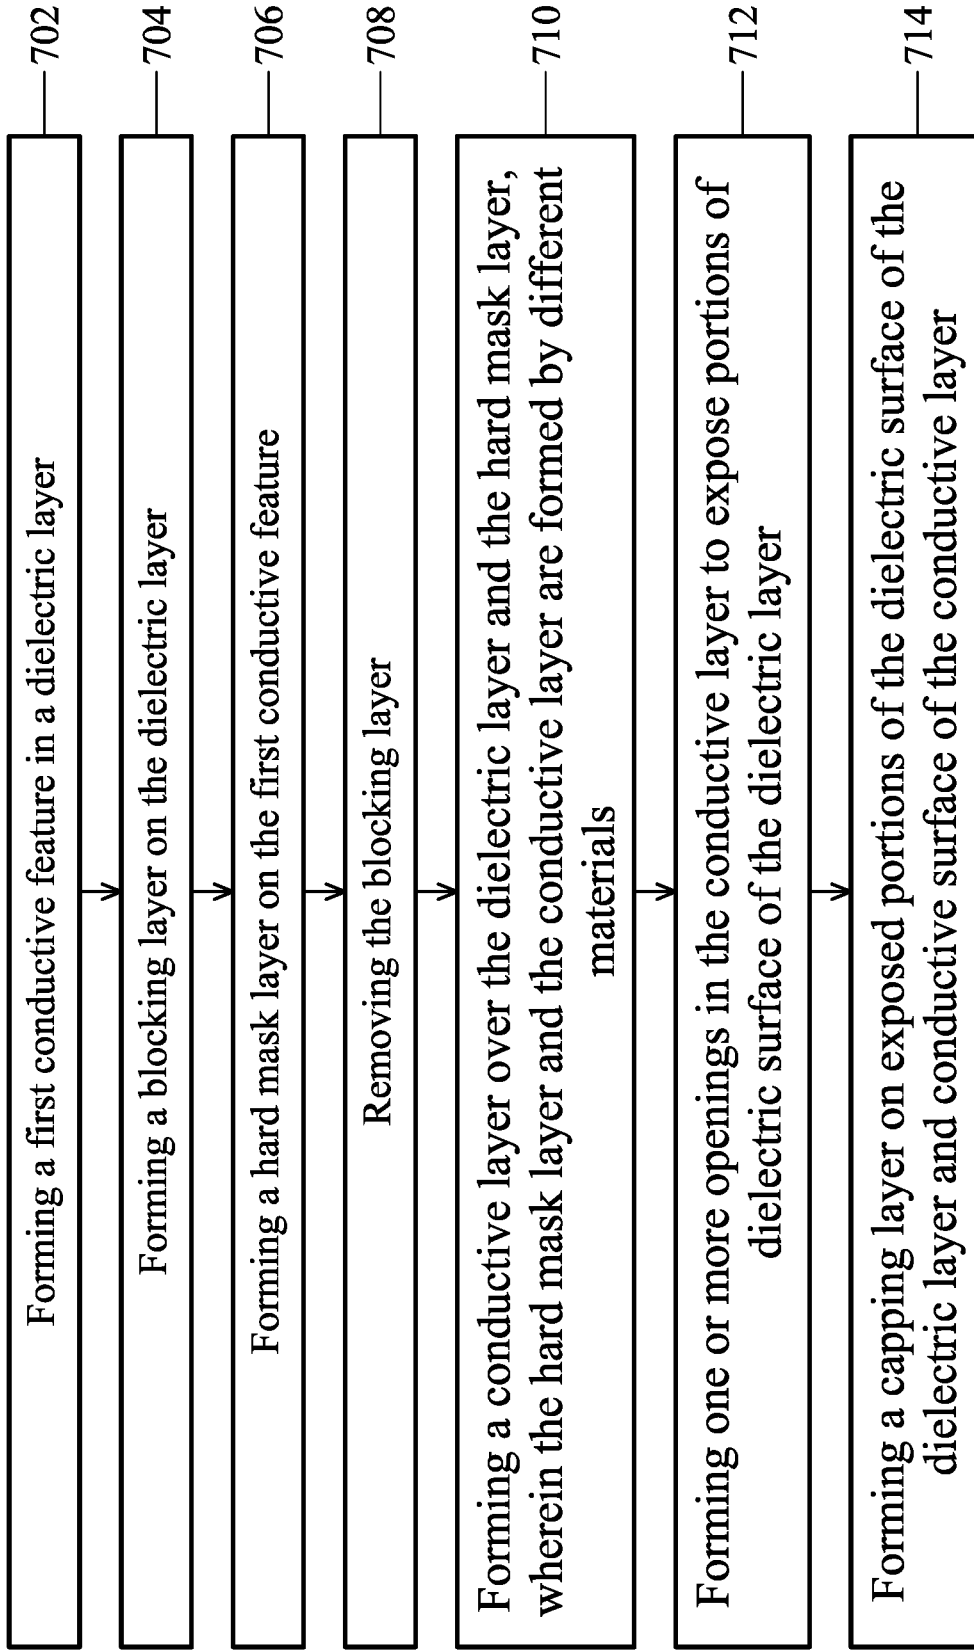 Forming a first conductive feature in a dielectric layer
702
Forming a blocking layer on the dielectric layer
704
Forming a hard mask layer on the first conductive feature
706
Removing the blocking layer
708
Forming a conductive layer over the dielectric layer and the hard mask layer,
wherein the hard mask layer and the conductive layer are formed by different
materials
710
Forming one or more openings in the conductive layer to expose portions of
dielectric surface of the dielectric layer
712
Forming a capping layer on exposed portions of the dielectric surface of the
dielectric layer and conductive surface of the conductive layer
714